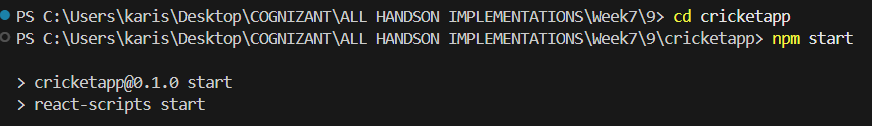 PS C:\Users\karis\Desktop\COGNIZANT\ALL HANDSON IMPLEMENTATIONS\Week7\9> cd cricketapp
PS C:\Users\karis\Desktop\COGNIZANT\ALL HANDSON IMPLEMENTATIONS\Week7\9\cricketapp> npm start
> cricketapp@0.1.0 start
> react-scripts start